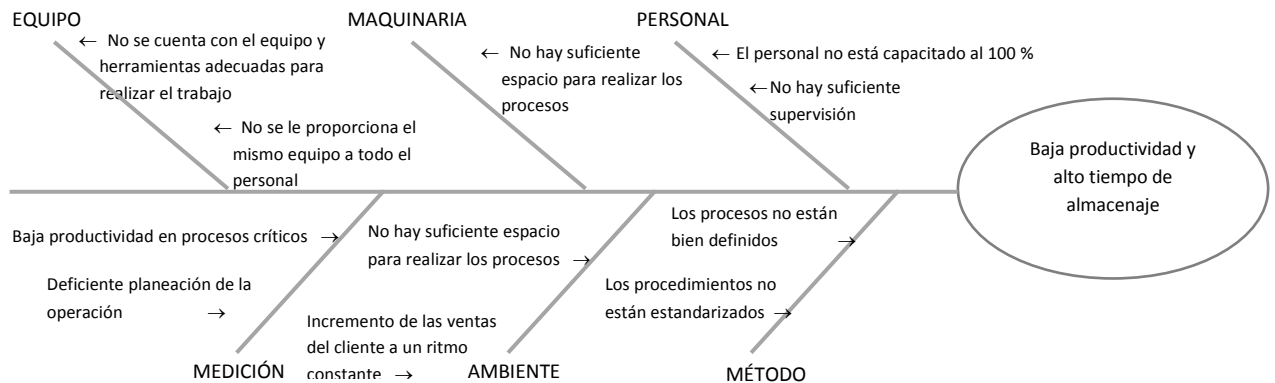 EQUIPO
← No se cuenta con el equipo y
herramientas adecuadas para
realizar el trabajo
← No se le proporciona el
mismo equipo a todo el
personal
MAQUINARIA
← No hay suficiente
espacio para realizar los
procesos
PERSONAL
← El personal no está capacitado al 100 %
←No hay suficiente
supervisión
Baja productividad y
alto tiempo de
almacenaje
Baja productividad en procesos críticos →
Deficiente planeación de la
operación →
MEDICIÓN
No hay suficiente espacio
para realizar los procesos →
Incremento de las ventas
del cliente a un ritmo
constante →
AMBIENTE
Los procesos no están
bien definidos →
Los procedimientos no
están estandarizados→
MÉTODO